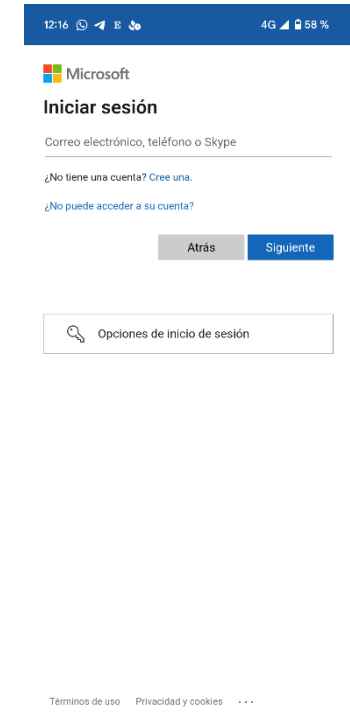 12:16 E 4G 58 %
Microsoft
Iniciar sesión
Correo electrónico, teléfono o Skype
¿No tiene una cuenta? Cree una.
¿No puede acceder a su cuenta?
Atrás Siguiente
Opciones de inicio de sesión
Términos de uso Privacidad y cookies ...